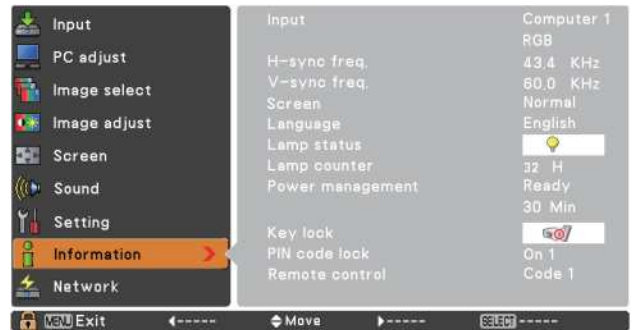 Input
PC adjust
Image select
Image adjust
Screen
Sound
Setting
Information
Network
Input Computer 1
RGB
H-sync freq. 43,4 KHz
V-sync freq. 60,0 KHz
Screen Normal
Language English
Lamp status
Lamp counter 32 H
Power management Ready
30 Min
Key lock
PIN code lock On 1
Remote control Code 1
MENU Exit ----- Move ----- SELECT -----